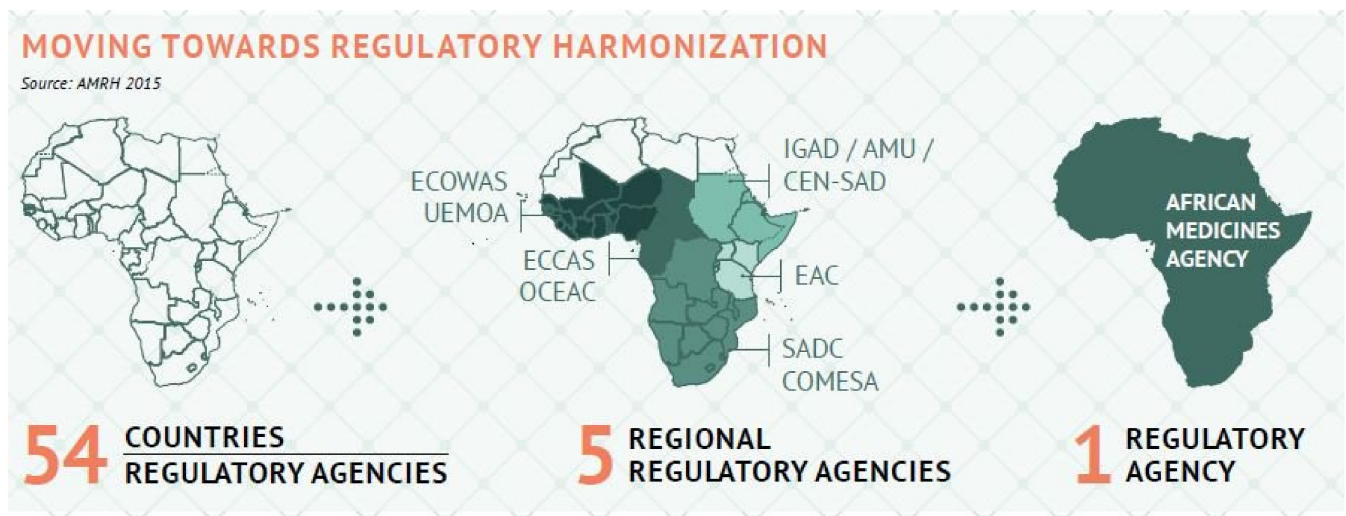 MOVING TOWARDS REGULATORY HARMONIZATION
Source: AMRH 2015
ECOWAS
UEMOA
ECCAS
OCEAC
IGAD / AMU /
CEN-SAD
EAC
SADC
COMESA
AFRICAN
MEDICINES
AGENCY
54
COUNTRIES
REGULATORY AGENCIES
5
REGIONAL
REGULATORY AGENCIES
1
REGULATORY
AGENCY